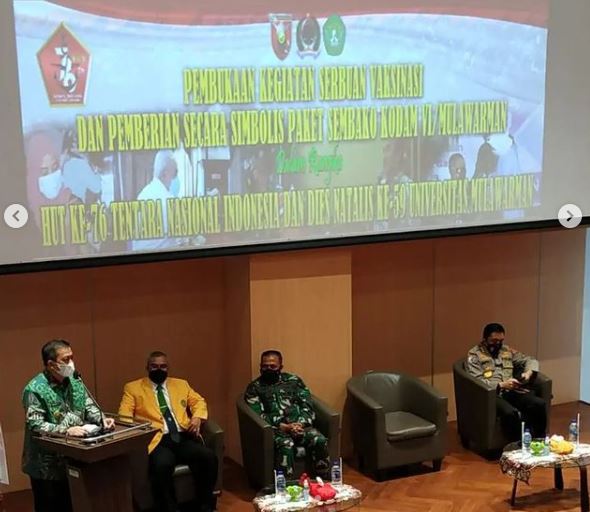 PEMBUKAAN KEGIATAN SERBUAN VAKSINASI
DAN PEMBERIAN SECARA SIMBOLIS PAKET SEMBAKO KODAM VI/MULAWARMAN
Dalam Rangka
HUT KE-76 TENTARA NASIONAL INDONESIA DAN DIES NATALIS KE-59 UNIVERSITAS MULAWARMAN